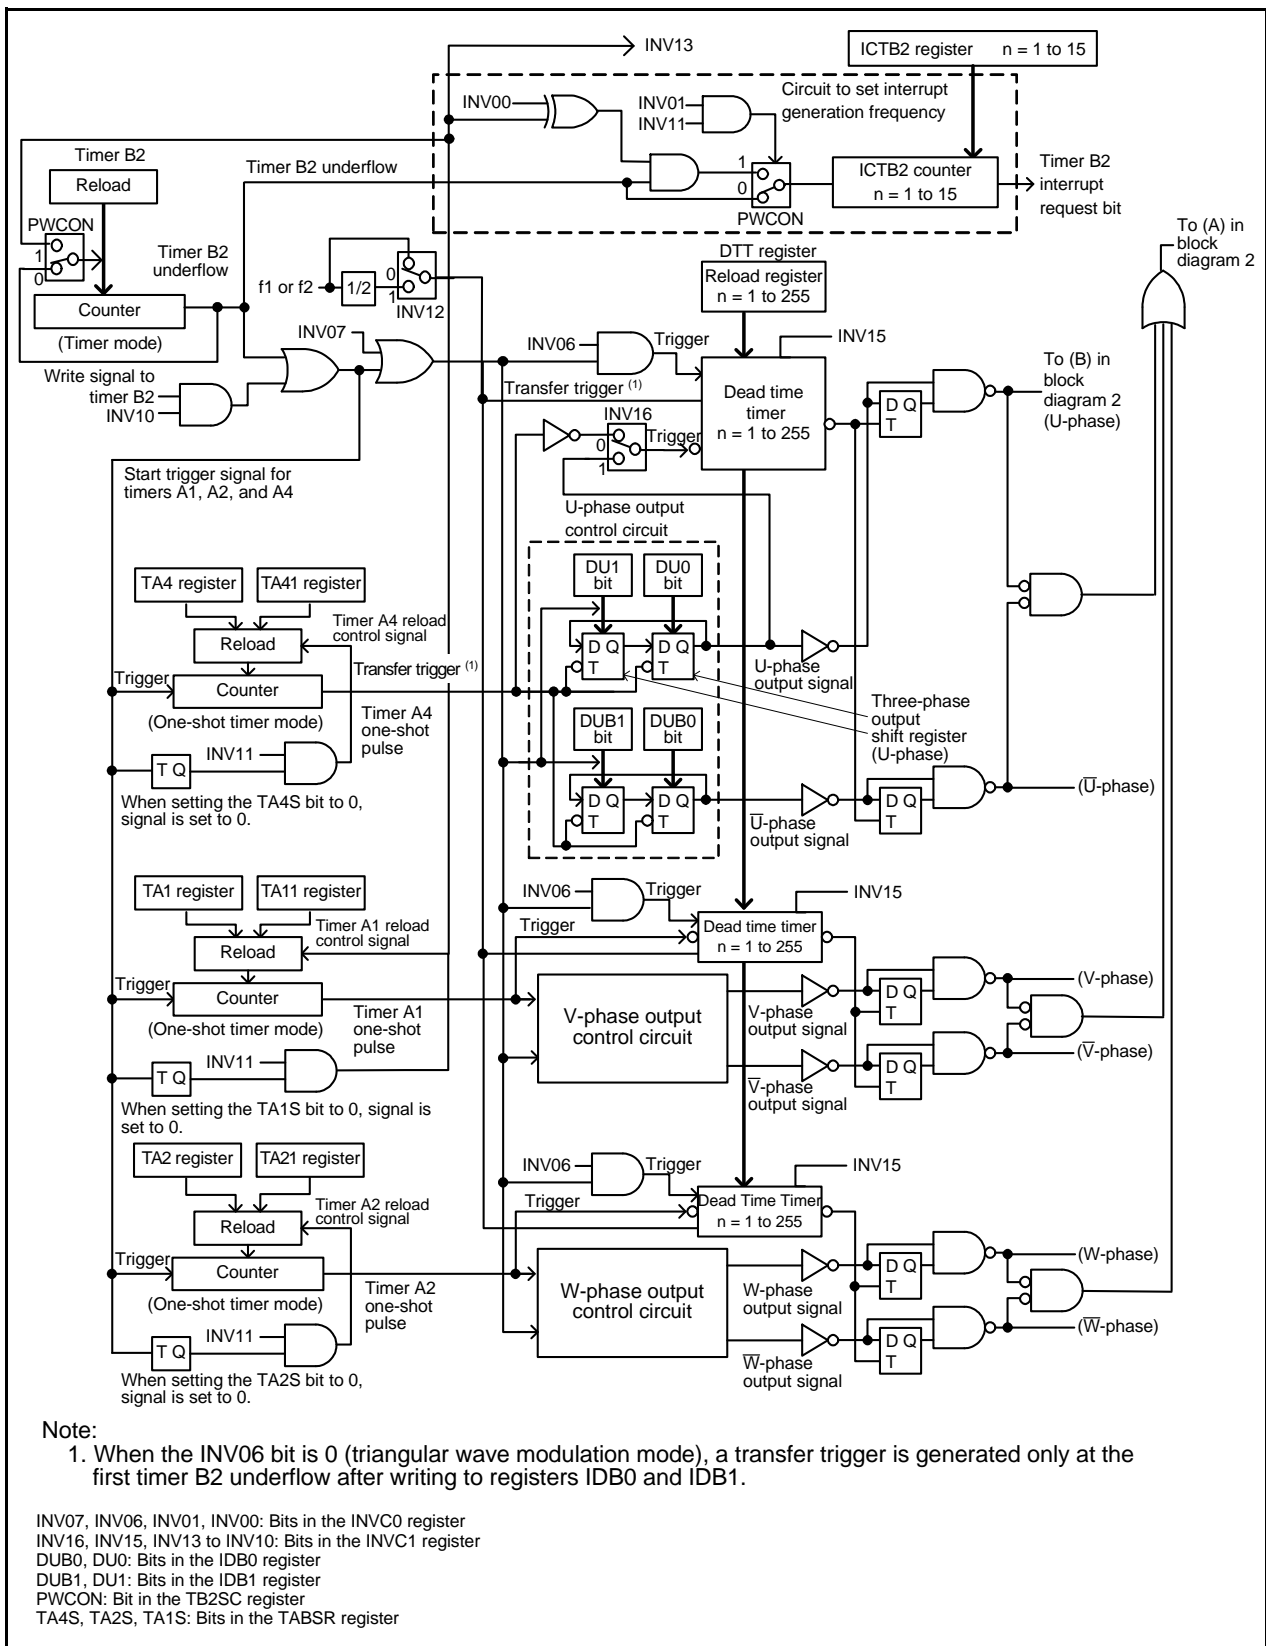 INV13
ICTB2 register n = 1 to 15
Circuit to set interrupt
generation frequency
INV00
INV01
INV11
Timer B2
Reload
Timer B2 underflow
1
0
PWCON
ICTB2 counter
n = 1 to 15
Timer B2
interrupt
request bit
PWCON
1
0
Timer B2
underflow
Counter
(Timer mode)
f1 or f2
1/2
0
1
INV12
DTT register
Reload register
n = 1 to 255
To (A) in
block
diagram 2
INV07
INV06
Trigger
INV15
Write signal to
timer B2
INV10
Transfer trigger (1)
Dead time
timer
n = 1 to 255
INV16
0
1
Trigger
D Q
T
To (B) in
block
diagram 2
(U-phase)
Start trigger signal for
timers A1, A2, and A4
U-phase output
control circuit
DU1
bit
DU0
bit
TA4 register
TA41 register
Timer A4 reload
control signal
Reload
Transfer trigger (1)
Trigger
Counter
(One-shot timer mode)
Timer A4
one-shot
pulse
D Q
T
D Q
T
U-phase
output signal
Three-phase
output
shift register
(U-phase)
DUB1
bit
DUB0
bit
INV11
T Q
When setting the TA4S bit to 0,
signal is set to 0.
D Q
T
D Q
T
U̅-phase
output signal
D Q
T
(U̅-phase)
TA1 register
TA11 register
Timer A1 reload
control signal
Reload
Trigger
Counter
(One-shot timer mode)
Timer A1
one-shot
pulse
INV06
Trigger
INV15
Trigger
Dead time timer
n = 1 to 255
V-phase output
control circuit
V-phase
output signal
D Q
T
(V-phase)
INV11
T Q
When setting the TA1S bit to 0, signal is
set to 0.
V̅-phase
output signal
D Q
T
(V̅-phase)
TA2 register
TA21 register
Timer A2 reload
control signal
Reload
Trigger
Counter
(One-shot timer mode)
Timer A2
one-shot
pulse
INV06
Trigger
INV15
Trigger
Dead Time Timer
n = 1 to 255
W-phase output
control circuit
W-phase
output signal
D Q
T
(W-phase)
INV11
T Q
When setting the TA2S bit to 0,
signal is set to 0.
W̅-phase
output signal
D Q
T
(W̅-phase)
Note:
1. When the INV06 bit is 0 (triangular wave modulation mode), a transfer trigger is generated only at the
first timer B2 underflow after writing to registers IDB0 and IDB1.
INV07, INV06, INV01, INV00: Bits in the INVC0 register
INV16, INV15, INV13 to INV10: Bits in the INVC1 register
DUB0, DU0: Bits in the IDB0 register
DUB1, DU1: Bits in the IDB1 register
PWCON: Bit in the TB2SC register
TA4S, TA2S, TA1S: Bits in the TABSR register